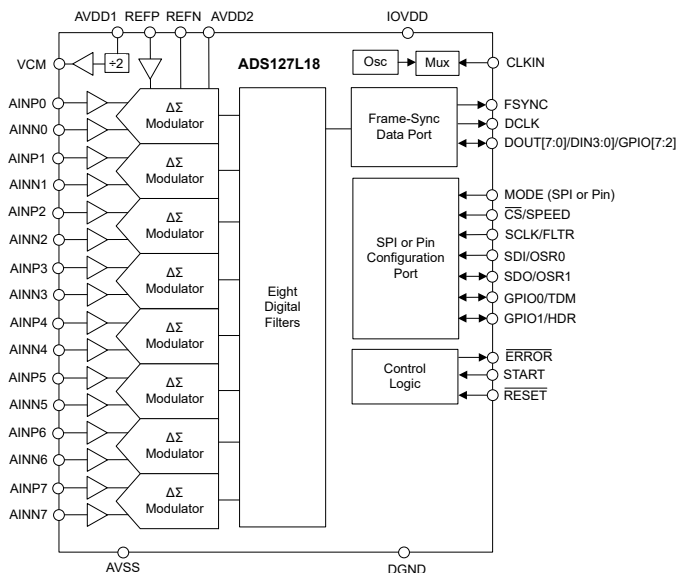 AVDD1 REFP REFN AVDD2 IOVDD
VCM
÷2
ADS127L18
Osc
Mux
CLKIN
AINP0
AINN0
AINP1
AINN1
AINP2
AINN2
AINP3
AINN3
AINP4
AINN4
AINP5
AINN5
AINP6
AINN6
AINP7
AINN7
ΔΣ
Modulator
ΔΣ
Modulator
ΔΣ
Modulator
ΔΣ
Modulator
ΔΣ
Modulator
ΔΣ
Modulator
ΔΣ
Modulator
ΔΣ
Modulator
Eight
Digital
Filters
Frame-Sync
Data Port
FSYNC
DCLK
DOUT[7:0]/DIN3:0]/GPIO[7:2]
SPI or Pin
Configuration
Port
MODE (SPI or Pin)
CS/SPEED
SCLK/FLTR
SDI/OSR0
SDO/OSR1
GPIO0/TDM
GPIO1/HDR
Control
Logic
ERROR
START
RESET
AVSS
DGND